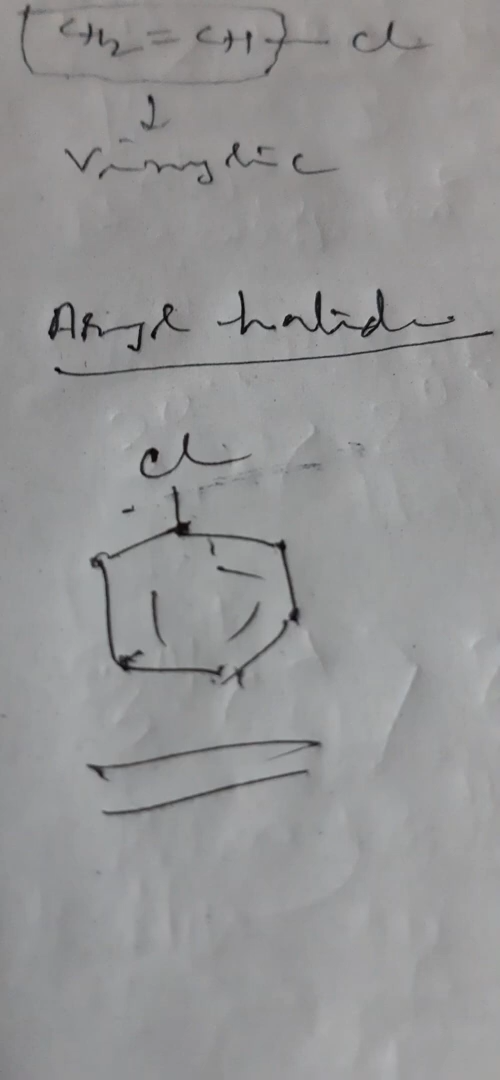 CH2 = CH — Cl
Vinylic
Aryl halide
Cl